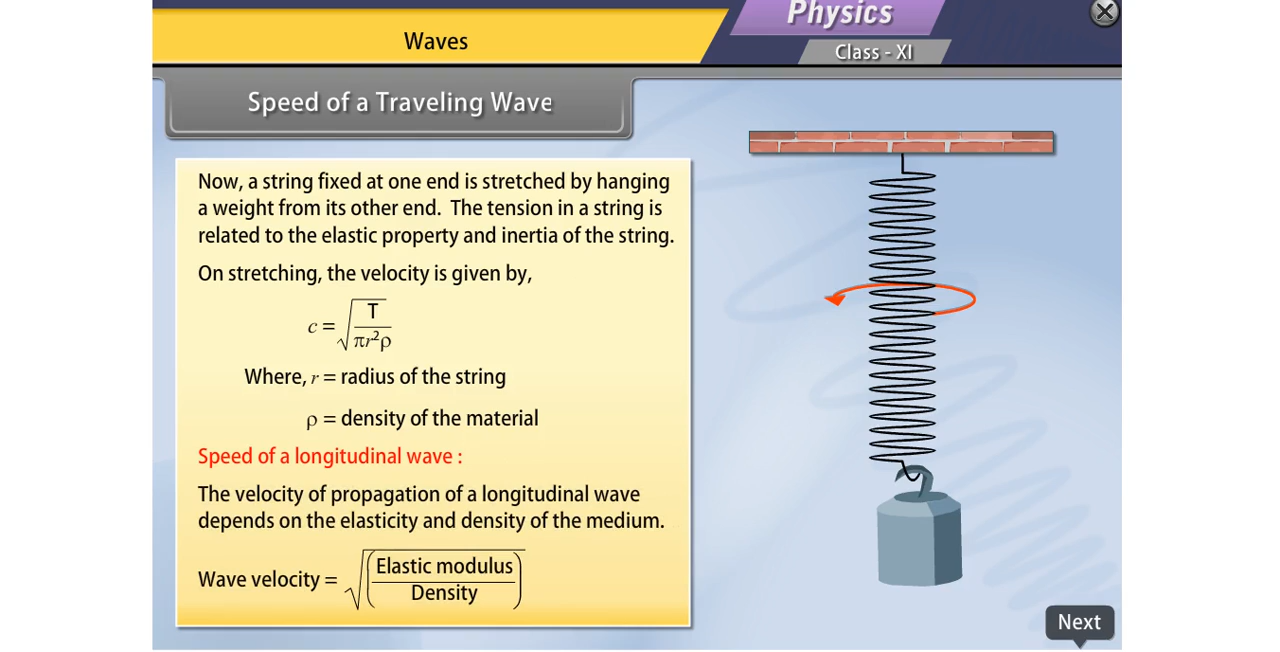 Physics
Waves
Class - XI
Speed of a Traveling Wave
Now, a string fixed at one end is stretched by hanging
a weight from its other end. The tension in a string is
related to the elastic property and inertia of the string.
On stretching, the velocity is given by,
c = √(T / πr²ρ)
Where, r = radius of the string
ρ = density of the material
Speed of a longitudinal wave :
The velocity of propagation of a longitudinal wave
depends on the elasticity and density of the medium.
Wave velocity = √(Elastic modulus / Density)
Next